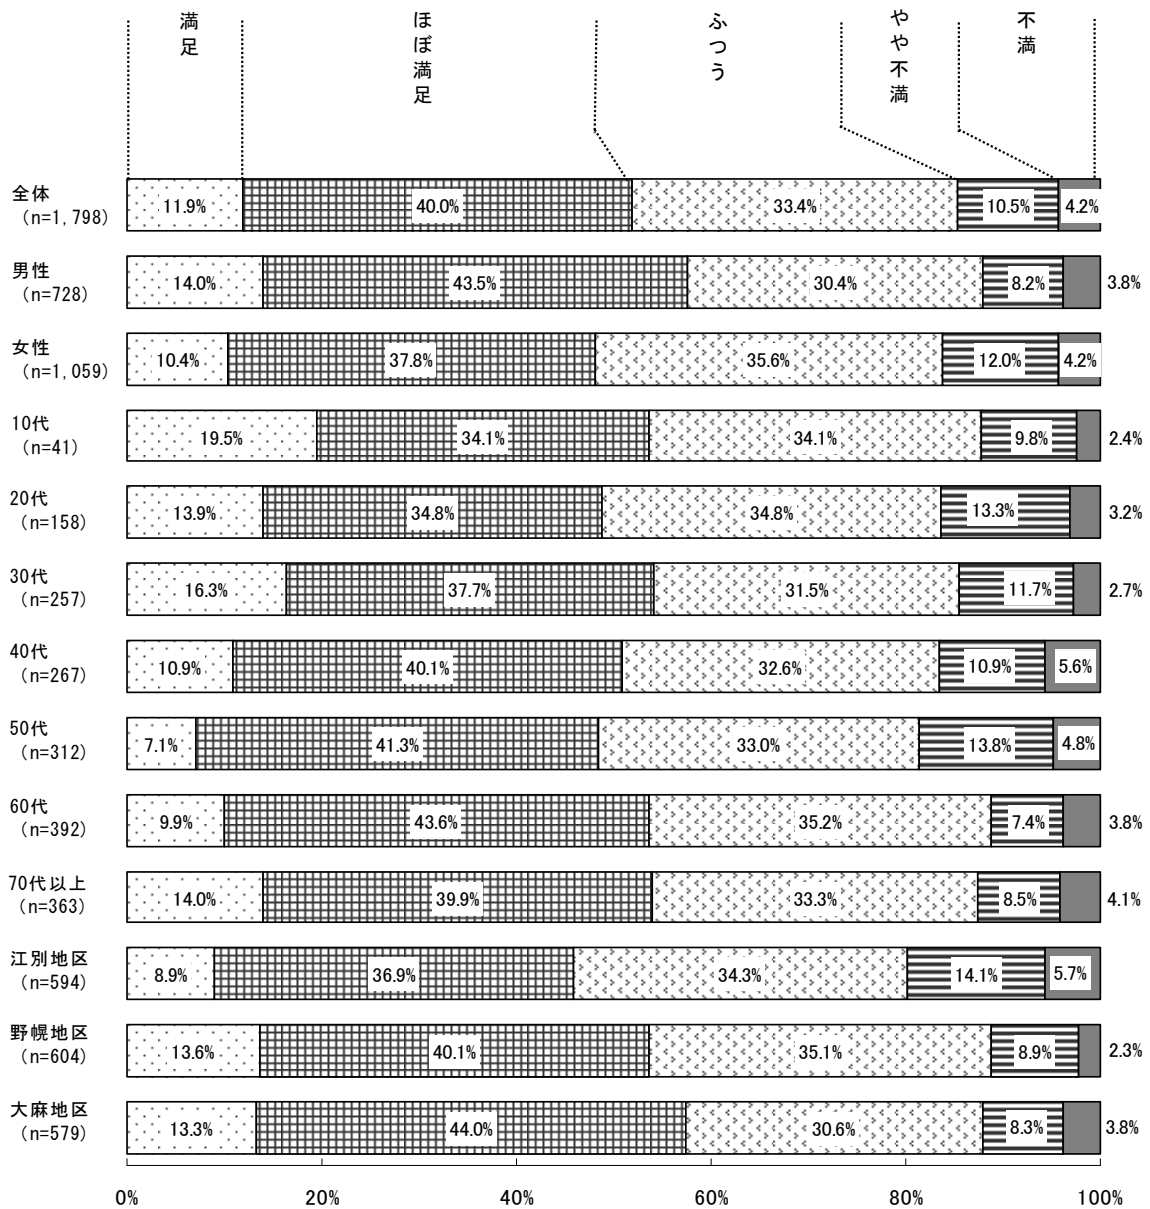 満足
ほぼ満足
ふつう
やや不満
不満
全体
(n=1,798)
11.9%
40.0%
33.4%
10.5%
4.2%
男性
(n=728)
14.0%
43.5%
30.4%
8.2%
3.8%
女性
(n=1,059)
10.4%
37.8%
35.6%
12.0%
4.2%
10代
(n=41)
19.5%
34.1%
34.1%
9.8%
2.4%
20代
(n=158)
13.9%
34.8%
34.8%
13.3%
3.2%
30代
(n=257)
16.3%
37.7%
31.5%
11.7%
2.7%
40代
(n=267)
10.9%
40.1%
32.6%
10.9%
5.6%
50代
(n=312)
7.1%
41.3%
33.0%
13.8%
4.8%
60代
(n=392)
9.9%
43.6%
35.2%
7.4%
3.8%
70代以上
(n=363)
14.0%
39.9%
33.3%
8.5%
4.1%
江別地区
(n=594)
8.9%
36.9%
34.3%
14.1%
5.7%
野幌地区
(n=604)
13.6%
40.1%
35.1%
8.9%
2.3%
大麻地区
(n=579)
13.3%
44.0%
30.6%
8.3%
3.8%
0%
20%
40%
60%
80%
100%